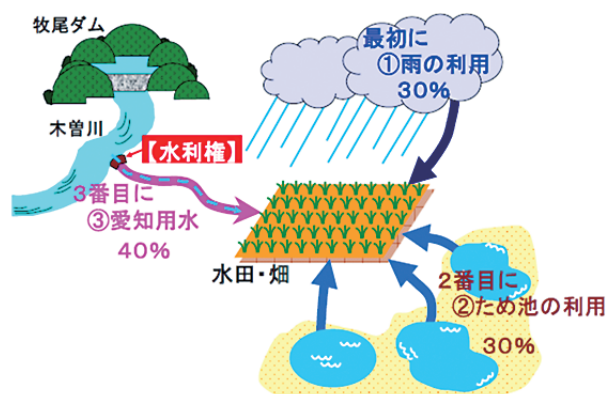 牧尾ダム
最初に
①雨の利用
30%
木曽川
【水利権】
3番目に
③愛知用水
40%
水田・畑
2番目に
②ため池の利用
30%